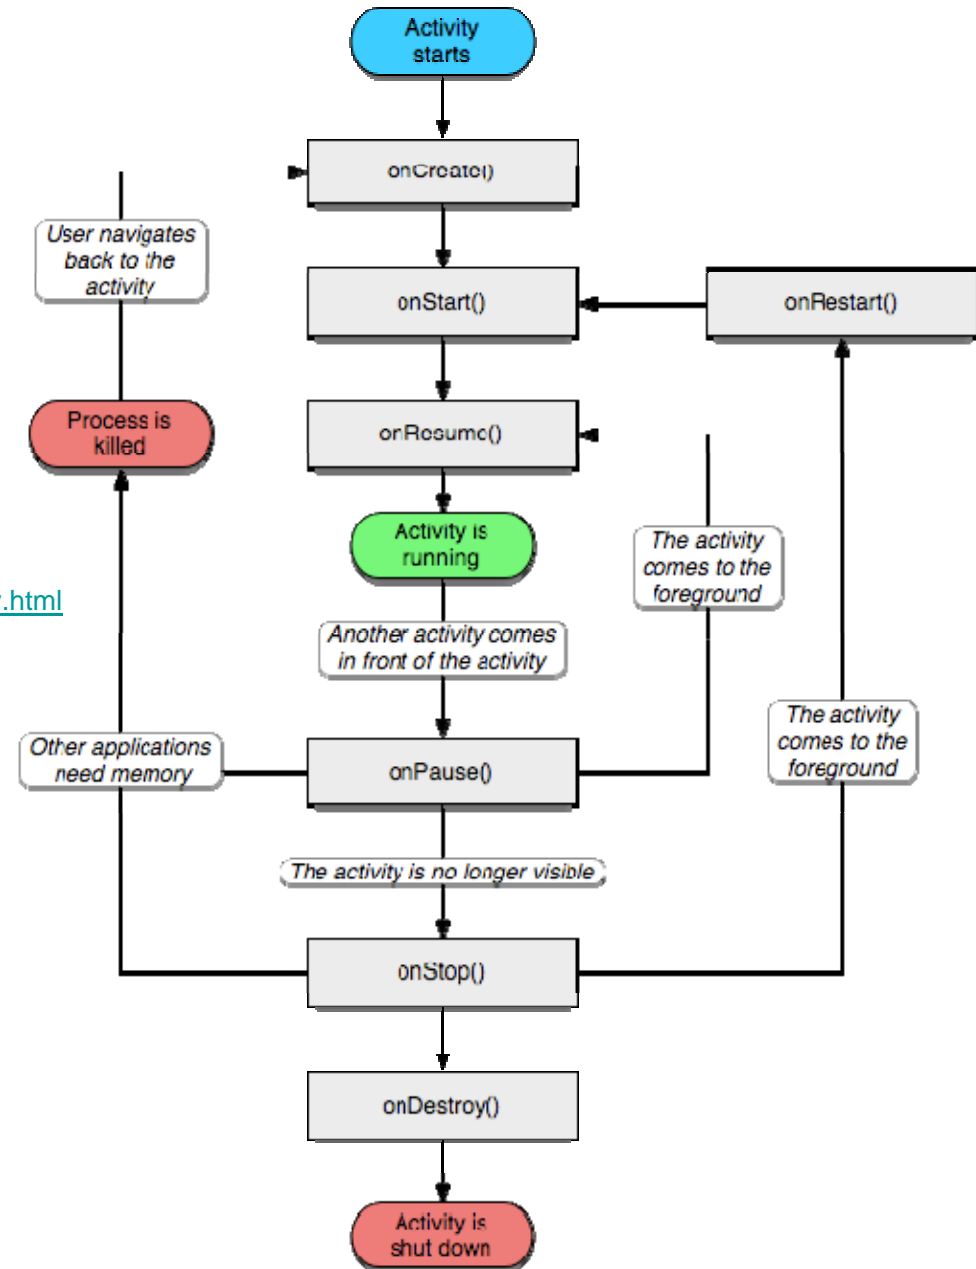 Activity
starts
onCreate()
User navigates
back to the
activity
onStart()
onRestart()
Process is
killed
onResume()
Activity is
running
The activity
comes to the
foreground
.html
Another activity comes
in front of the activity
The activity
comes to the
foreground
Other applications
need memory
onPause()
The activity is no longer visible
onStop()
onDestroy()
Activity is
shut down